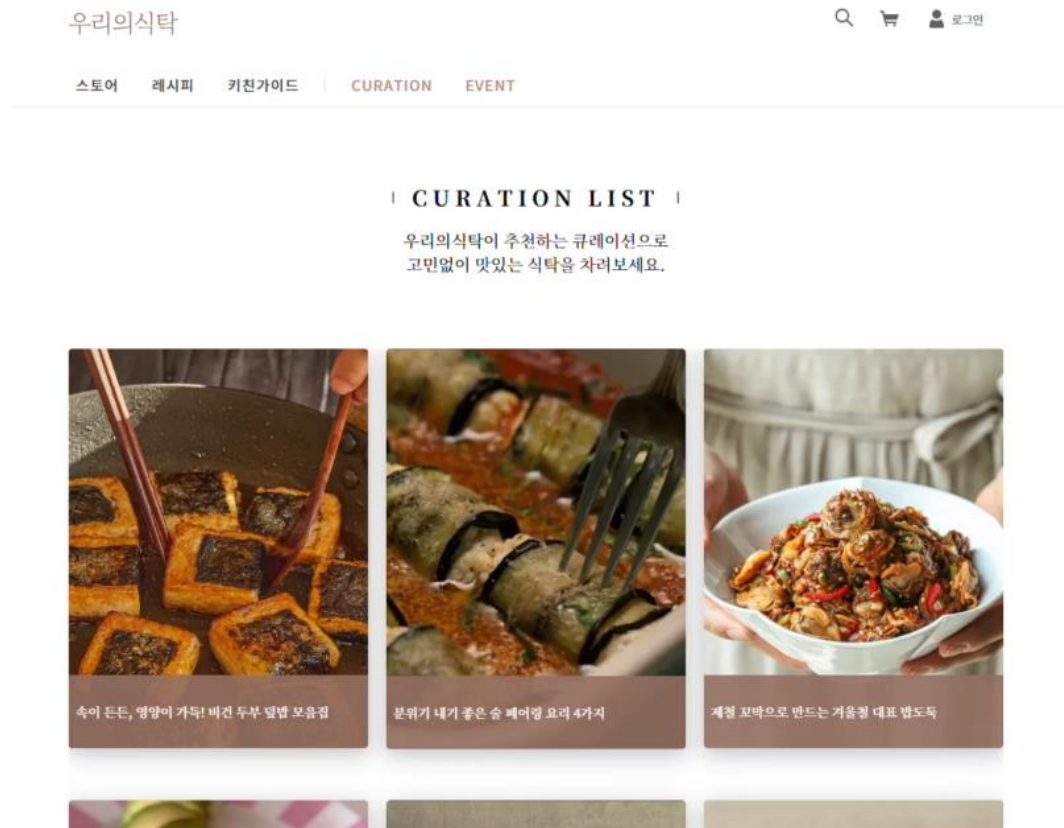 우리의식탁
로그인
스토어 레시피 키친가이드 CURATION EVENT
CURATION LIST
우리의식탁이 추천하는 큐레이션으로
고민없이 맛있는 식탁을 차려보세요.
속이 든든, 영양이 가득! 비건 두부 덮밥 모음집
분위기 내기 좋은 술 페어링 요리 4가지
제철 꼬막으로 만드는 겨울철 대표 밥도둑